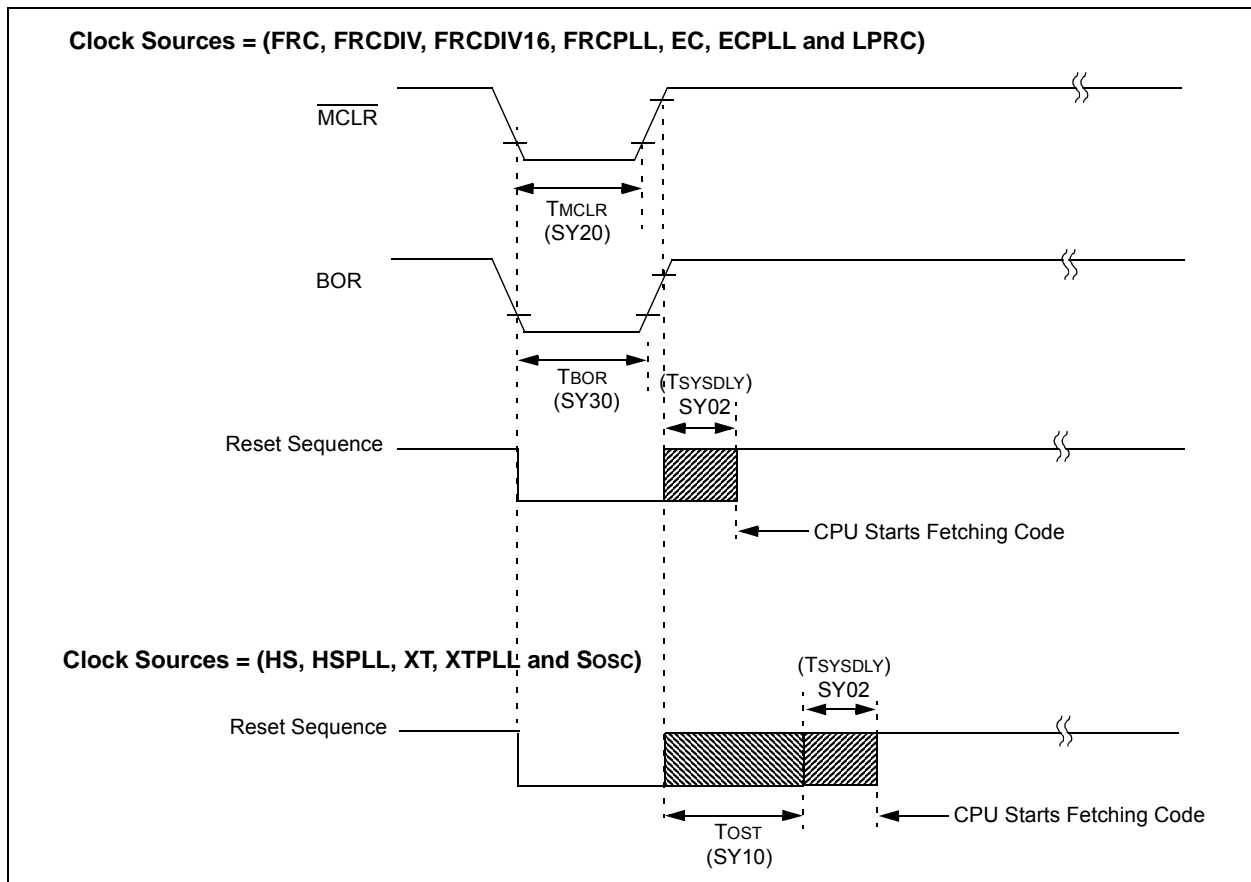 Clock Sources = (FRC, FRCDIV, FRCDIV16, FRCPLL, EC, ECPLL and LPRC)
MCLR
TMCLR
(SY20)
BOR
TBOR
(SY30)
(TSYSDLY)
SY02
Reset Sequence
CPU Starts Fetching Code
Clock Sources = (HS, HSPLL, XT, XTPLL and SOSC)
(TSYSDLY)
SY02
Reset Sequence
CPU Starts Fetching Code
TOST
(SY10)